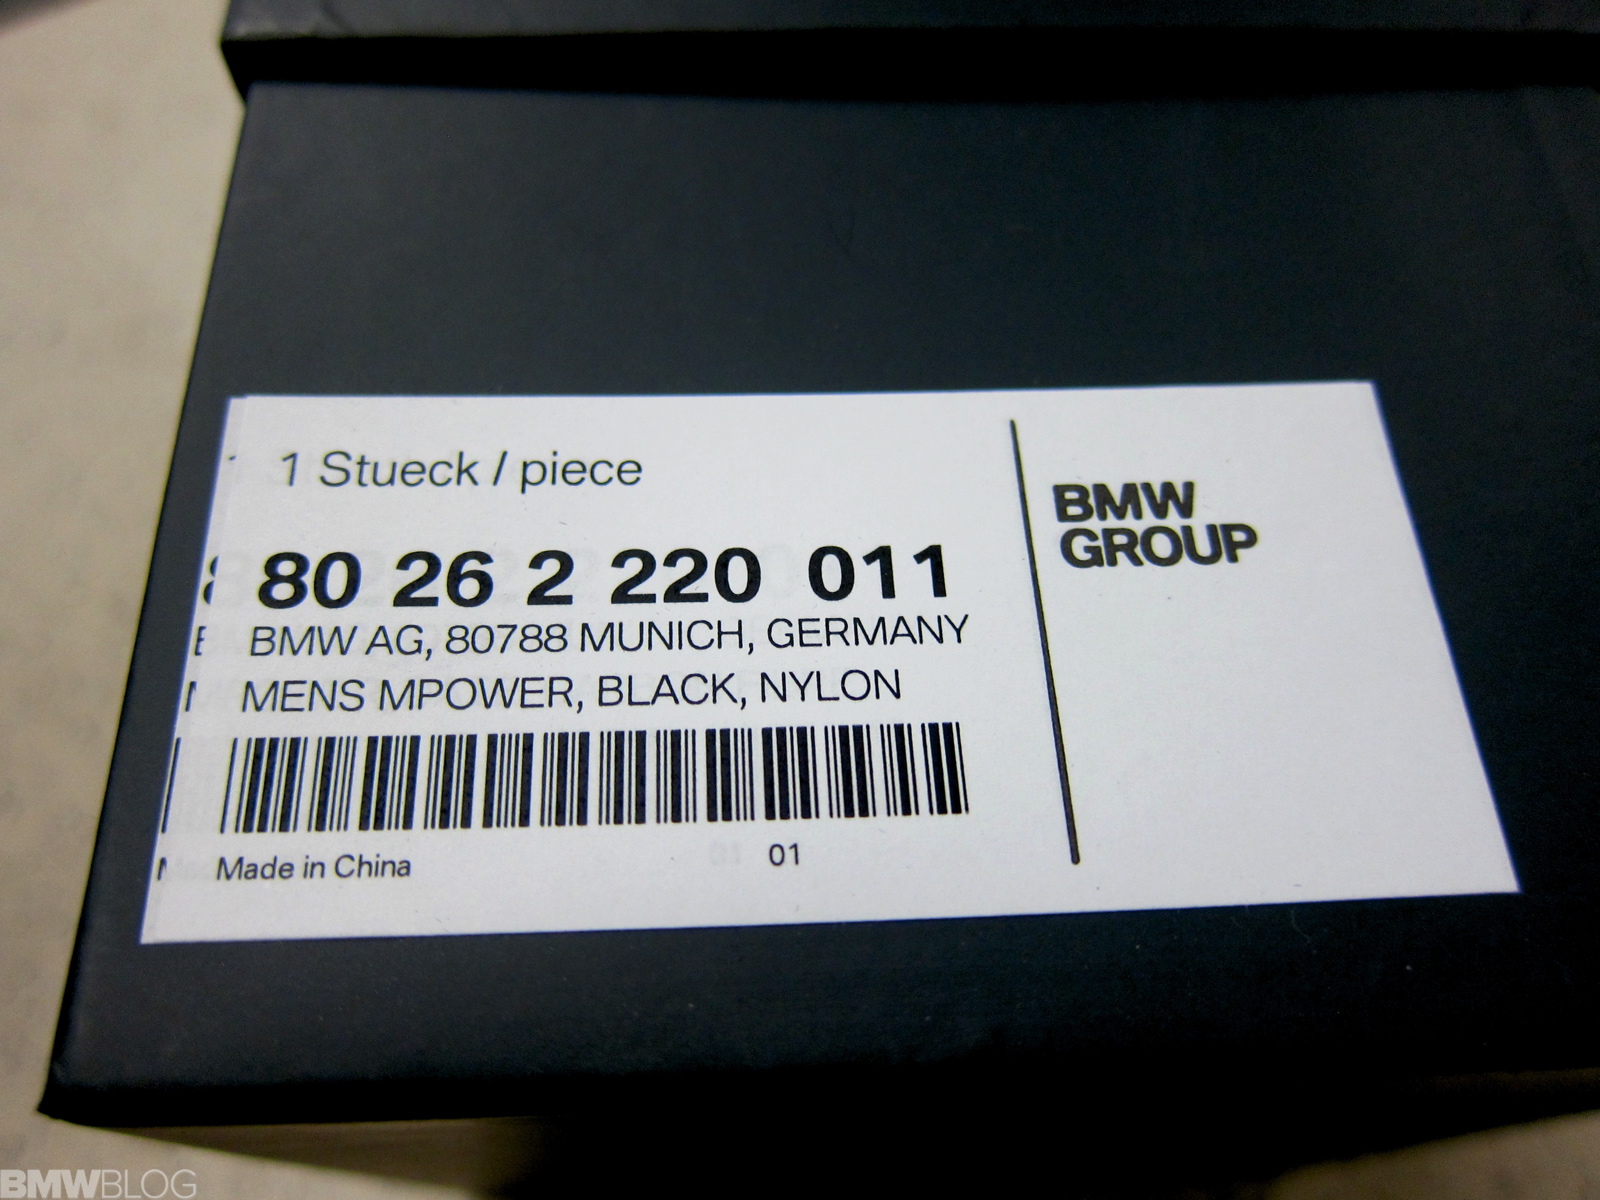 1 Stueck / piece
80 26 2 220 011
BMW AG, 80788 MUNICH, GERMANY
MENS MPOWER, BLACK, NYLON
Made in China
01
BMW
GROUP
BMWBLOG